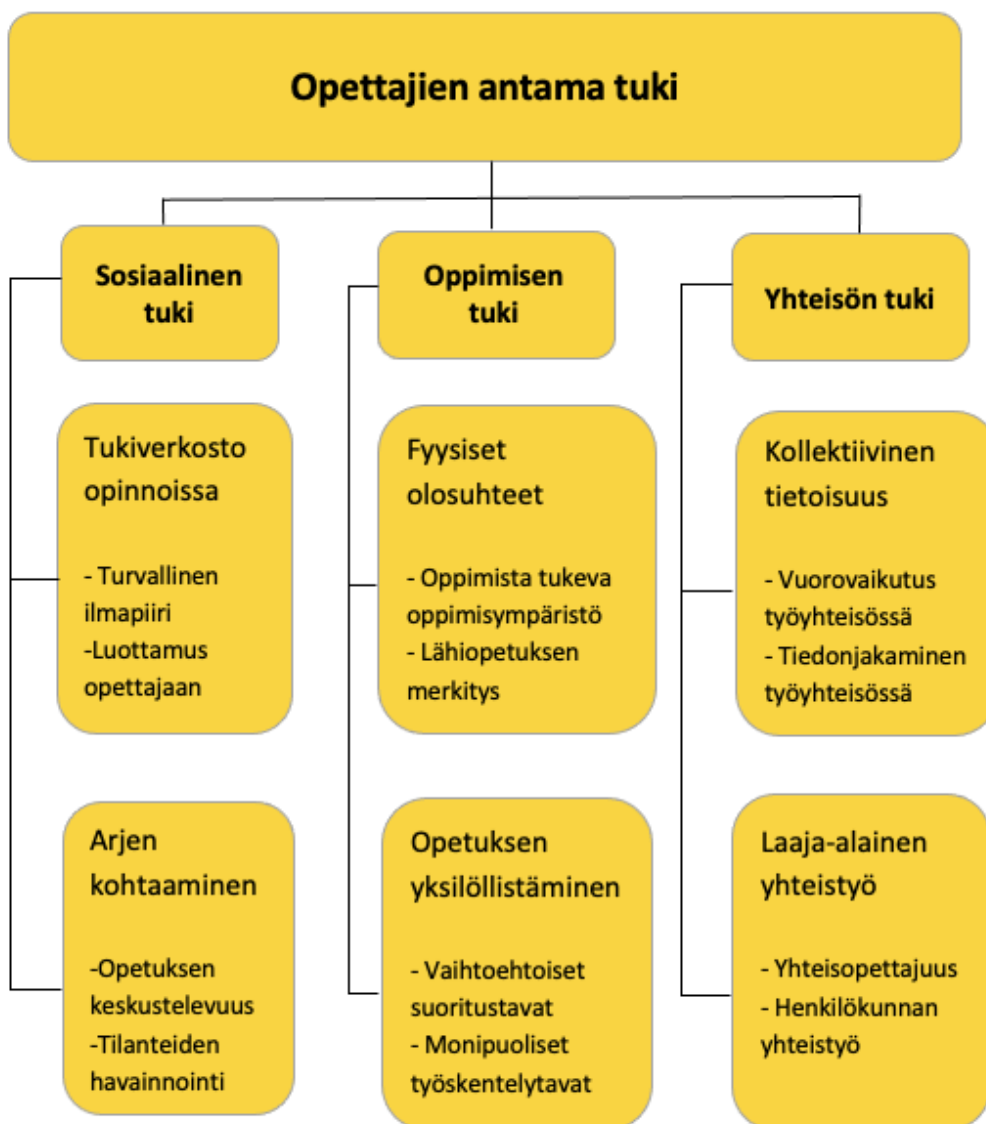 Opettajien antama tuki
Sosiaalinen
tuki
Oppimisen
tuki
Yhteisön tuki
Tukiverkosto
opinnoissa
- Turvallinen
ilmapiiri
-Luottamus
opettajaan
Fyysiset
olosuhteet
- Oppimista tukeva
oppimisympäristö
- Lähiopetuksen
merkitys
Kollektiivinen
tietoisuus
- Vuorovaikutus
työyhteisössä
- Tiedonjakaminen
työyhteisössä
Arjen
kohtaaminen
-Opetuksen
keskustelevuus
-Tilanteiden
havainnointi
Opetuksen
yksilöllistäminen
- Vaihtoehtoiset
suoritustavat
- Monipuoliset
työskentelytavat
Laaja-alainen
yhteistyö
- Yhteisopettajuus
- Henkilökunnan
yhteistyö